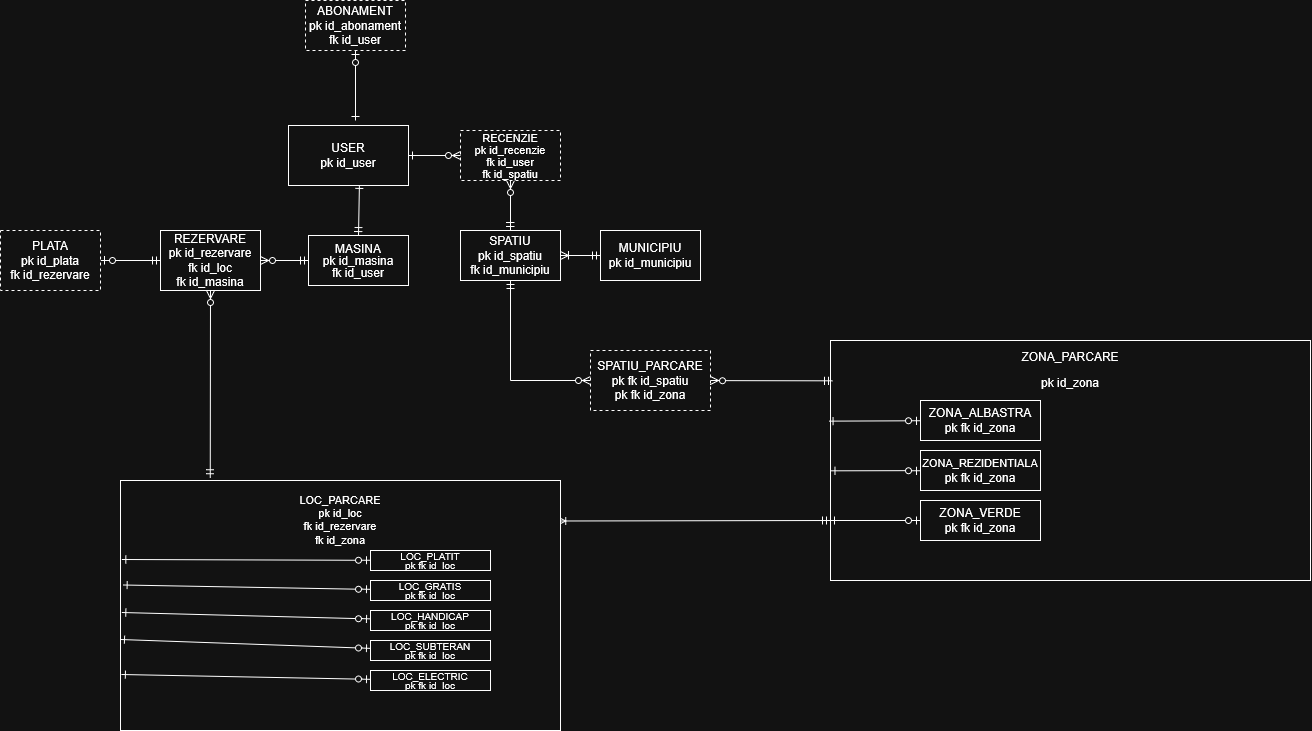 ABONAMENT
pk id_abonament
fk id_user
USER
pk id_user
RECENZIE
pk id_recenzie
fk id_user
fk id_spatiu
PLATA
pk id_plata
fk id_rezervare
REZERVARE
pk id_rezervare
fk id_loc
fk id_masina
MASINA
pk id_masina
fk id_user
SPATIU
pk id_spatiu
fk id_municipiu
MUNICIPIU
pk id_municipiu
SPATIU_PARCARE
pk fk id_spatiu
pk fk id_zona
ZONA_PARCARE
pk id_zona
ZONA_ALBASTRA
pk fk id_zona
ZONA_REZIDENTIALA
pk fk id_zona
ZONA_VERDE
pk fk id_zona
LOC_PARCARE
pk id_loc
fk id_rezervare
fk id_zona
LOC_PLATIT
pk fk id_loc
LOC_GRATIS
pk fk id_loc
LOC_HANDICAP
pk fk id_loc
LOC_SUBTERAN
pk fk id_loc
LOC_ELECTRIC
pk fk id_loc